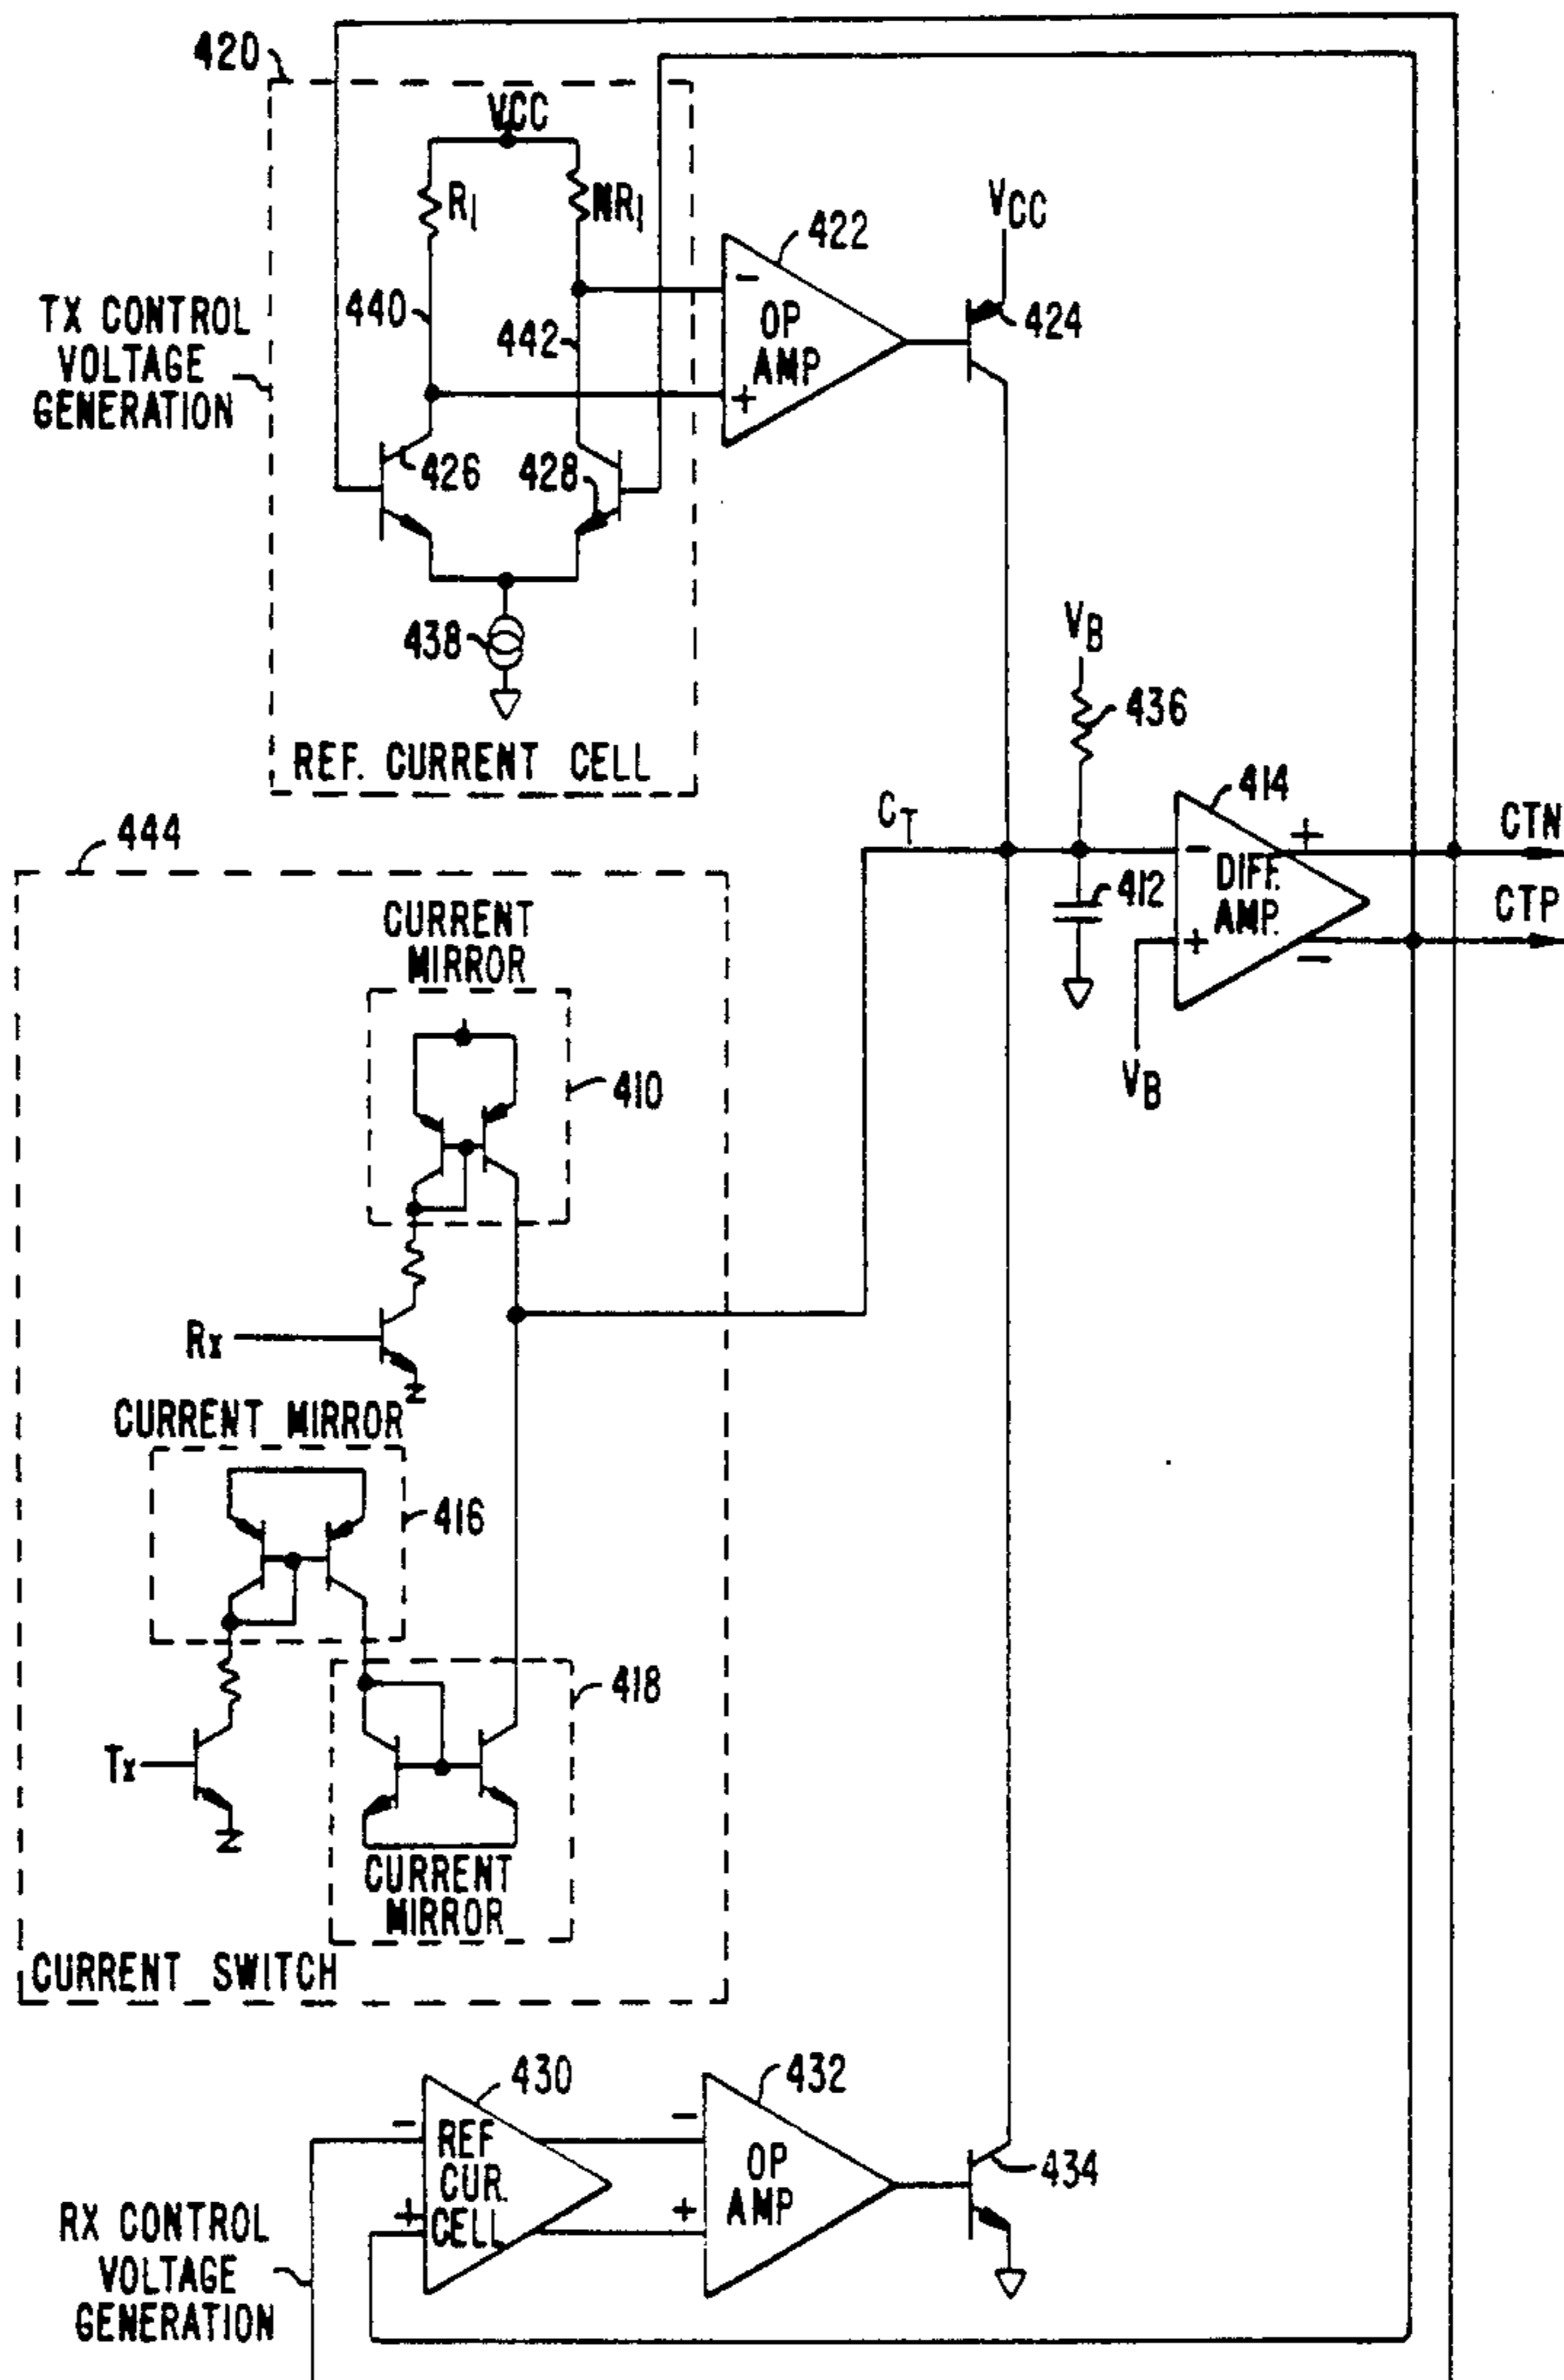 420
VCC
R1
NR1
422
VCC
440
442
-
OP
AMP
+
424
TX CONTROL
VOLTAGE
GENERATION
426
428
438
REF. CURRENT CELL
VB
436
414
CT
-
DIFF.
AMP.
+
+
-
CTN
CTP
412
VB
444
CURRENT
MIRROR
410
Rx
CURRENT MIRROR
416
418
Tx
CURRENT
MIRROR
CURRENT SWITCH
430
432
-
REF
CUR.
CELL
+
-
OP
AMP
+
434
RX CONTROL
VOLTAGE
GENERATION